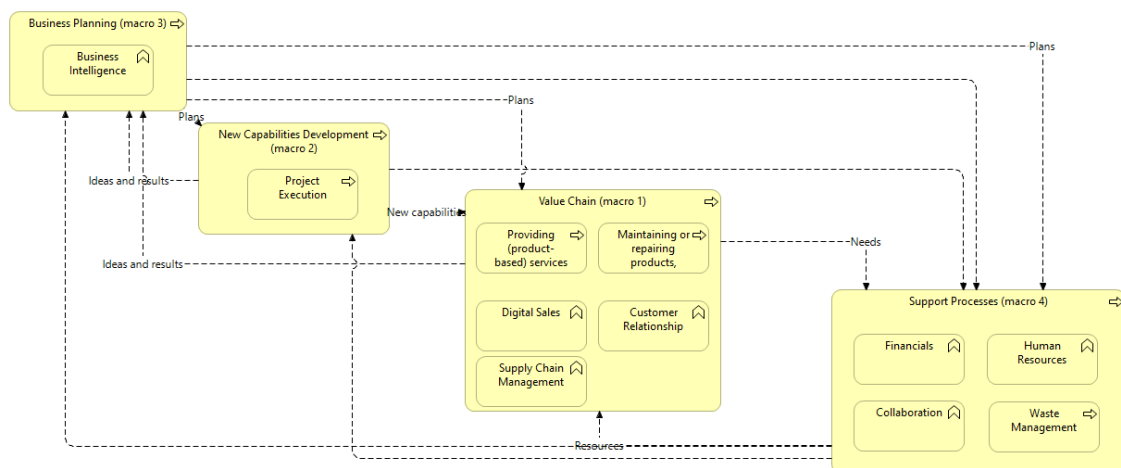 Business Planning (macro 3)
Business
Intelligence
Plans
Plans
Plans
New Capabilities Development
(macro 2)
Project
Execution
Ideas and results
New capabilities
Value Chain (macro 1)
Providing
(product-
based) services
Maintaining or
repairing
products,
Ideas and results
Needs
Digital Sales
Customer
Relationship
Supply Chain
Management
Support Processes (macro 4)
Financials
Human
Resources
Collaboration
Waste
Management
Resources